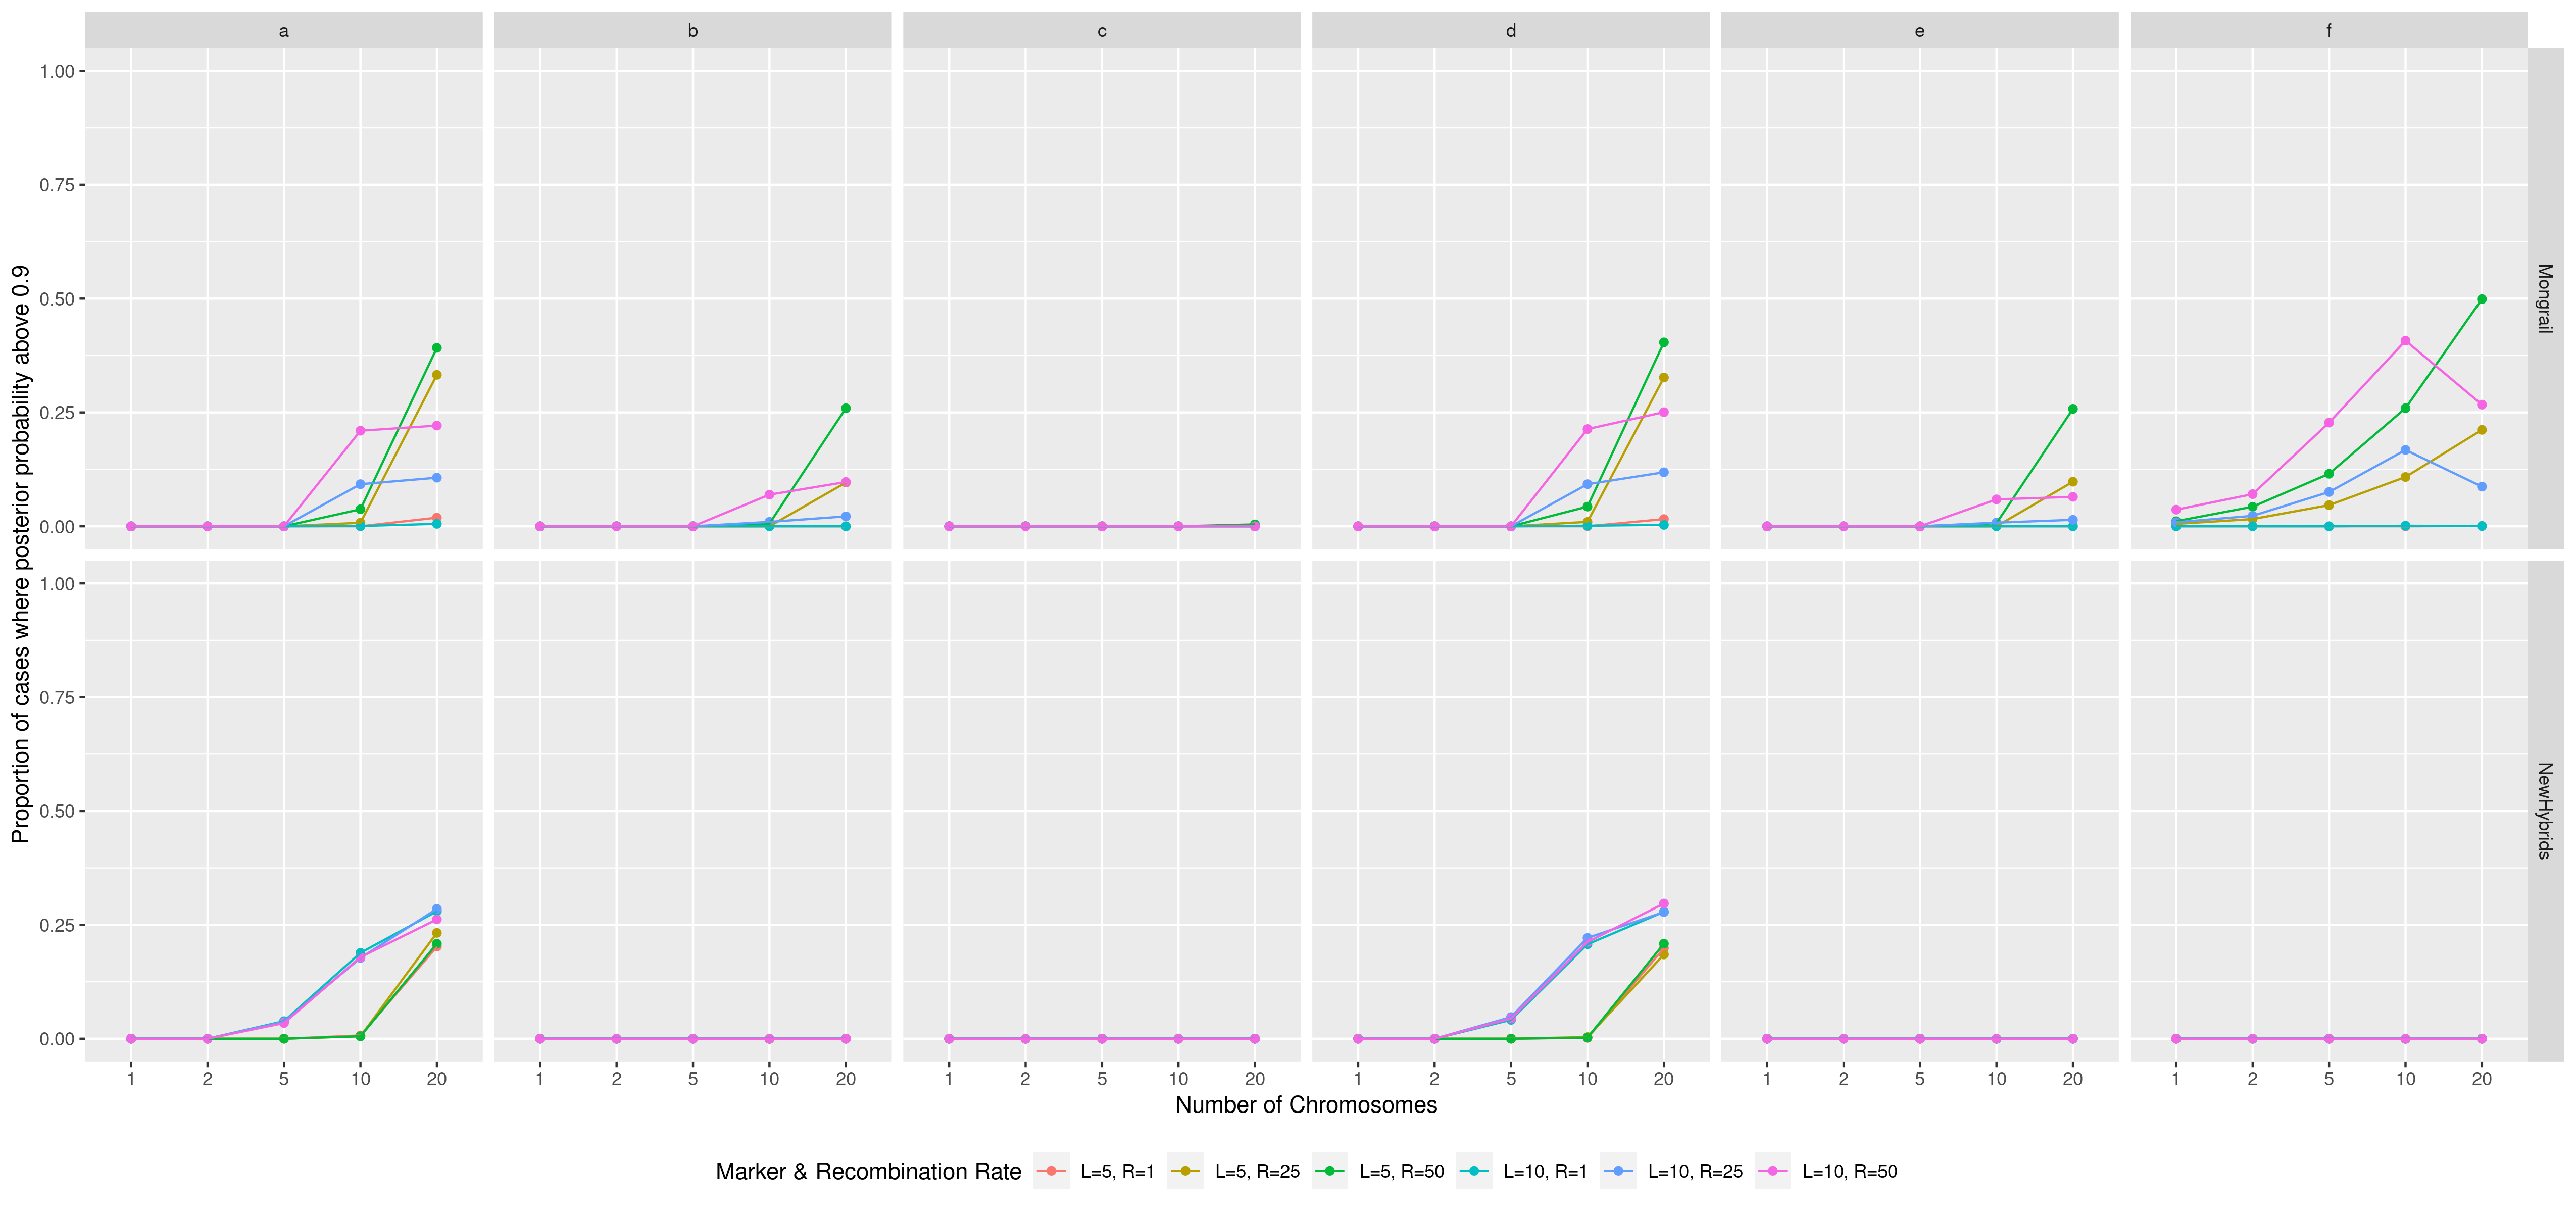 a b c d e f
1.00
0.75
0.50
0.25
0.00
Mongrail
Proportion of cases where posterior probability above 0.9
1.00
0.75
0.50
0.25
0.00
NewHybrids
1 2 5 10 20 1 2 5 10 20 1 2 5 10 20 1 2 5 10 20 1 2 5 10 20 1 2 5 10 20
Number of Chromosomes
Marker & Recombination Rate L=5, R=1 L=5, R=25 L=5, R=50 L=10, R=1 L=10, R=25 L=10, R=50